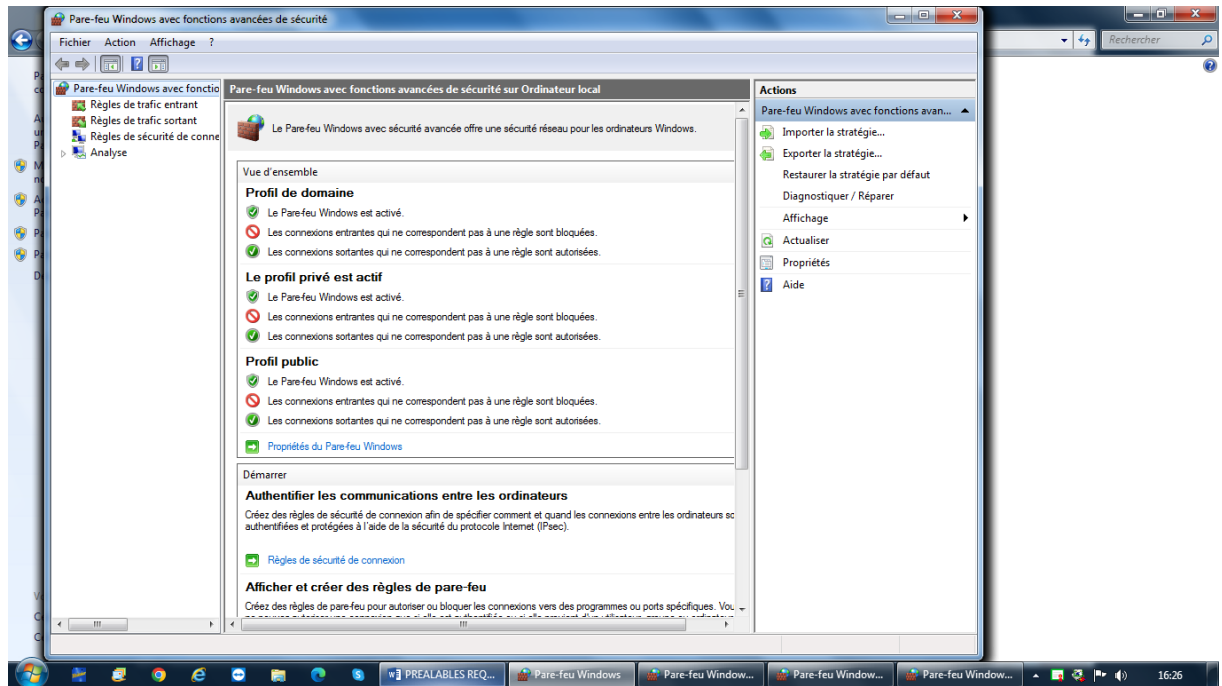 Pare-feu Windows avec fonctions avancées de sécurité
Fichier Action Affichage ?
Rechercher
Pare-feu Windows avec fonctio
Règles de trafic entrant
Règles de trafic sortant
Règles de sécurité de conne
Analyse
Pare-feu Windows avec fonctions avancées de sécurité sur Ordinateur local
Le Pare-feu Windows avec sécurité avancée offre une sécurité réseau pour les ordinateurs Windows.
Vue d'ensemble
Profil de domaine
Le Pare-feu Windows est activé.
Les connexions entrantes qui ne correspondent pas à une règle sont bloquées.
Les connexions sortantes qui ne correspondent pas à une règle sont autorisées.
Le profil privé est actif
Le Pare-feu Windows est activé.
Les connexions entrantes qui ne correspondent pas à une règle sont bloquées.
Les connexions sortantes qui ne correspondent pas à une règle sont autorisées.
Profil public
Le Pare-feu Windows est activé.
Les connexions entrantes qui ne correspondent pas à une règle sont bloquées.
Les connexions sortantes qui ne correspondent pas à une règle sont autorisées.
Propriétés du Pare-feu Windows
Démarrer
Authentifier les communications entre les ordinateurs
Créez des règles de sécurité de connexion afin de spécifier comment et quand les connexions entre les ordinateurs so
authentifiées et protégées à l'aide de la sécurité du protocole Internet (IPsec).
Règles de sécurité de connexion
Afficher et créer des règles de pare-feu
Créez des règles de pare-feu pour autoriser ou bloquer les connexions vers des programmes ou ports spécifiques. Vou
Actions
Pare-feu Windows avec fonctions avan...
Importer la stratégie...
Exporter la stratégie...
Restaurer la stratégie par défaut
Diagnostiquer / Réparer
Affichage
Actualiser
Propriétés
Aide
PREALABLES REQ...
Pare-feu Windows
Pare-feu Window...
Pare-feu Window...
Pare-feu Window...
16:26